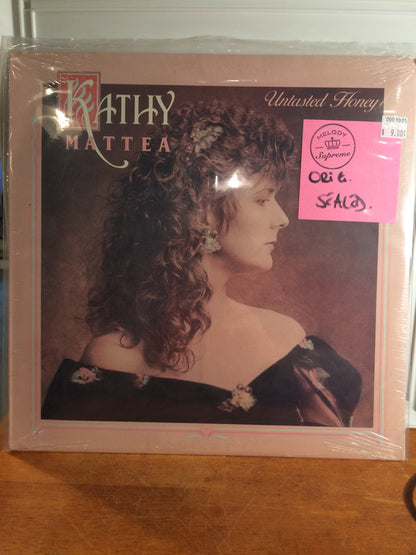 KATHY
MATTEA
Untasted Honey
MELODY
Supreme
ORIG.
SEALED.
$ 9.00